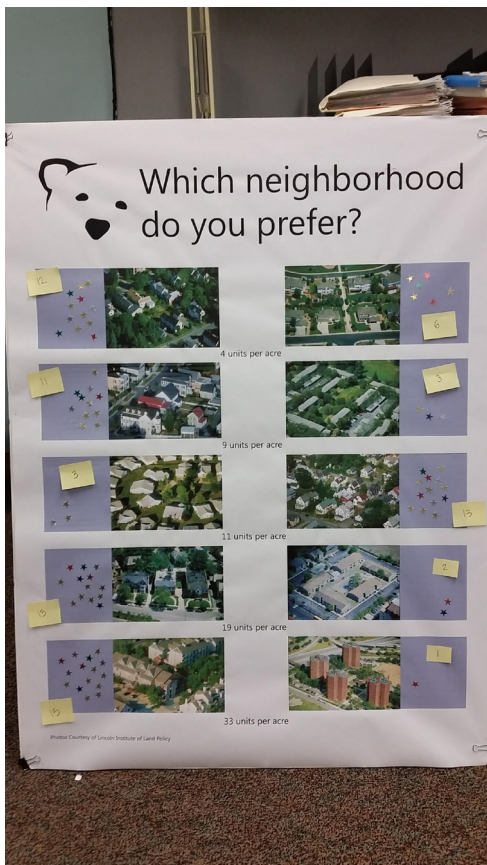 Which neighborhood
do you prefer?
12
6
4 units per acre
11
3
9 units per acre
3
13
11 units per acre
13
2
19 units per acre
15
1
33 units per acre
Photos Courtesy of Lincoln Institute of Land Policy